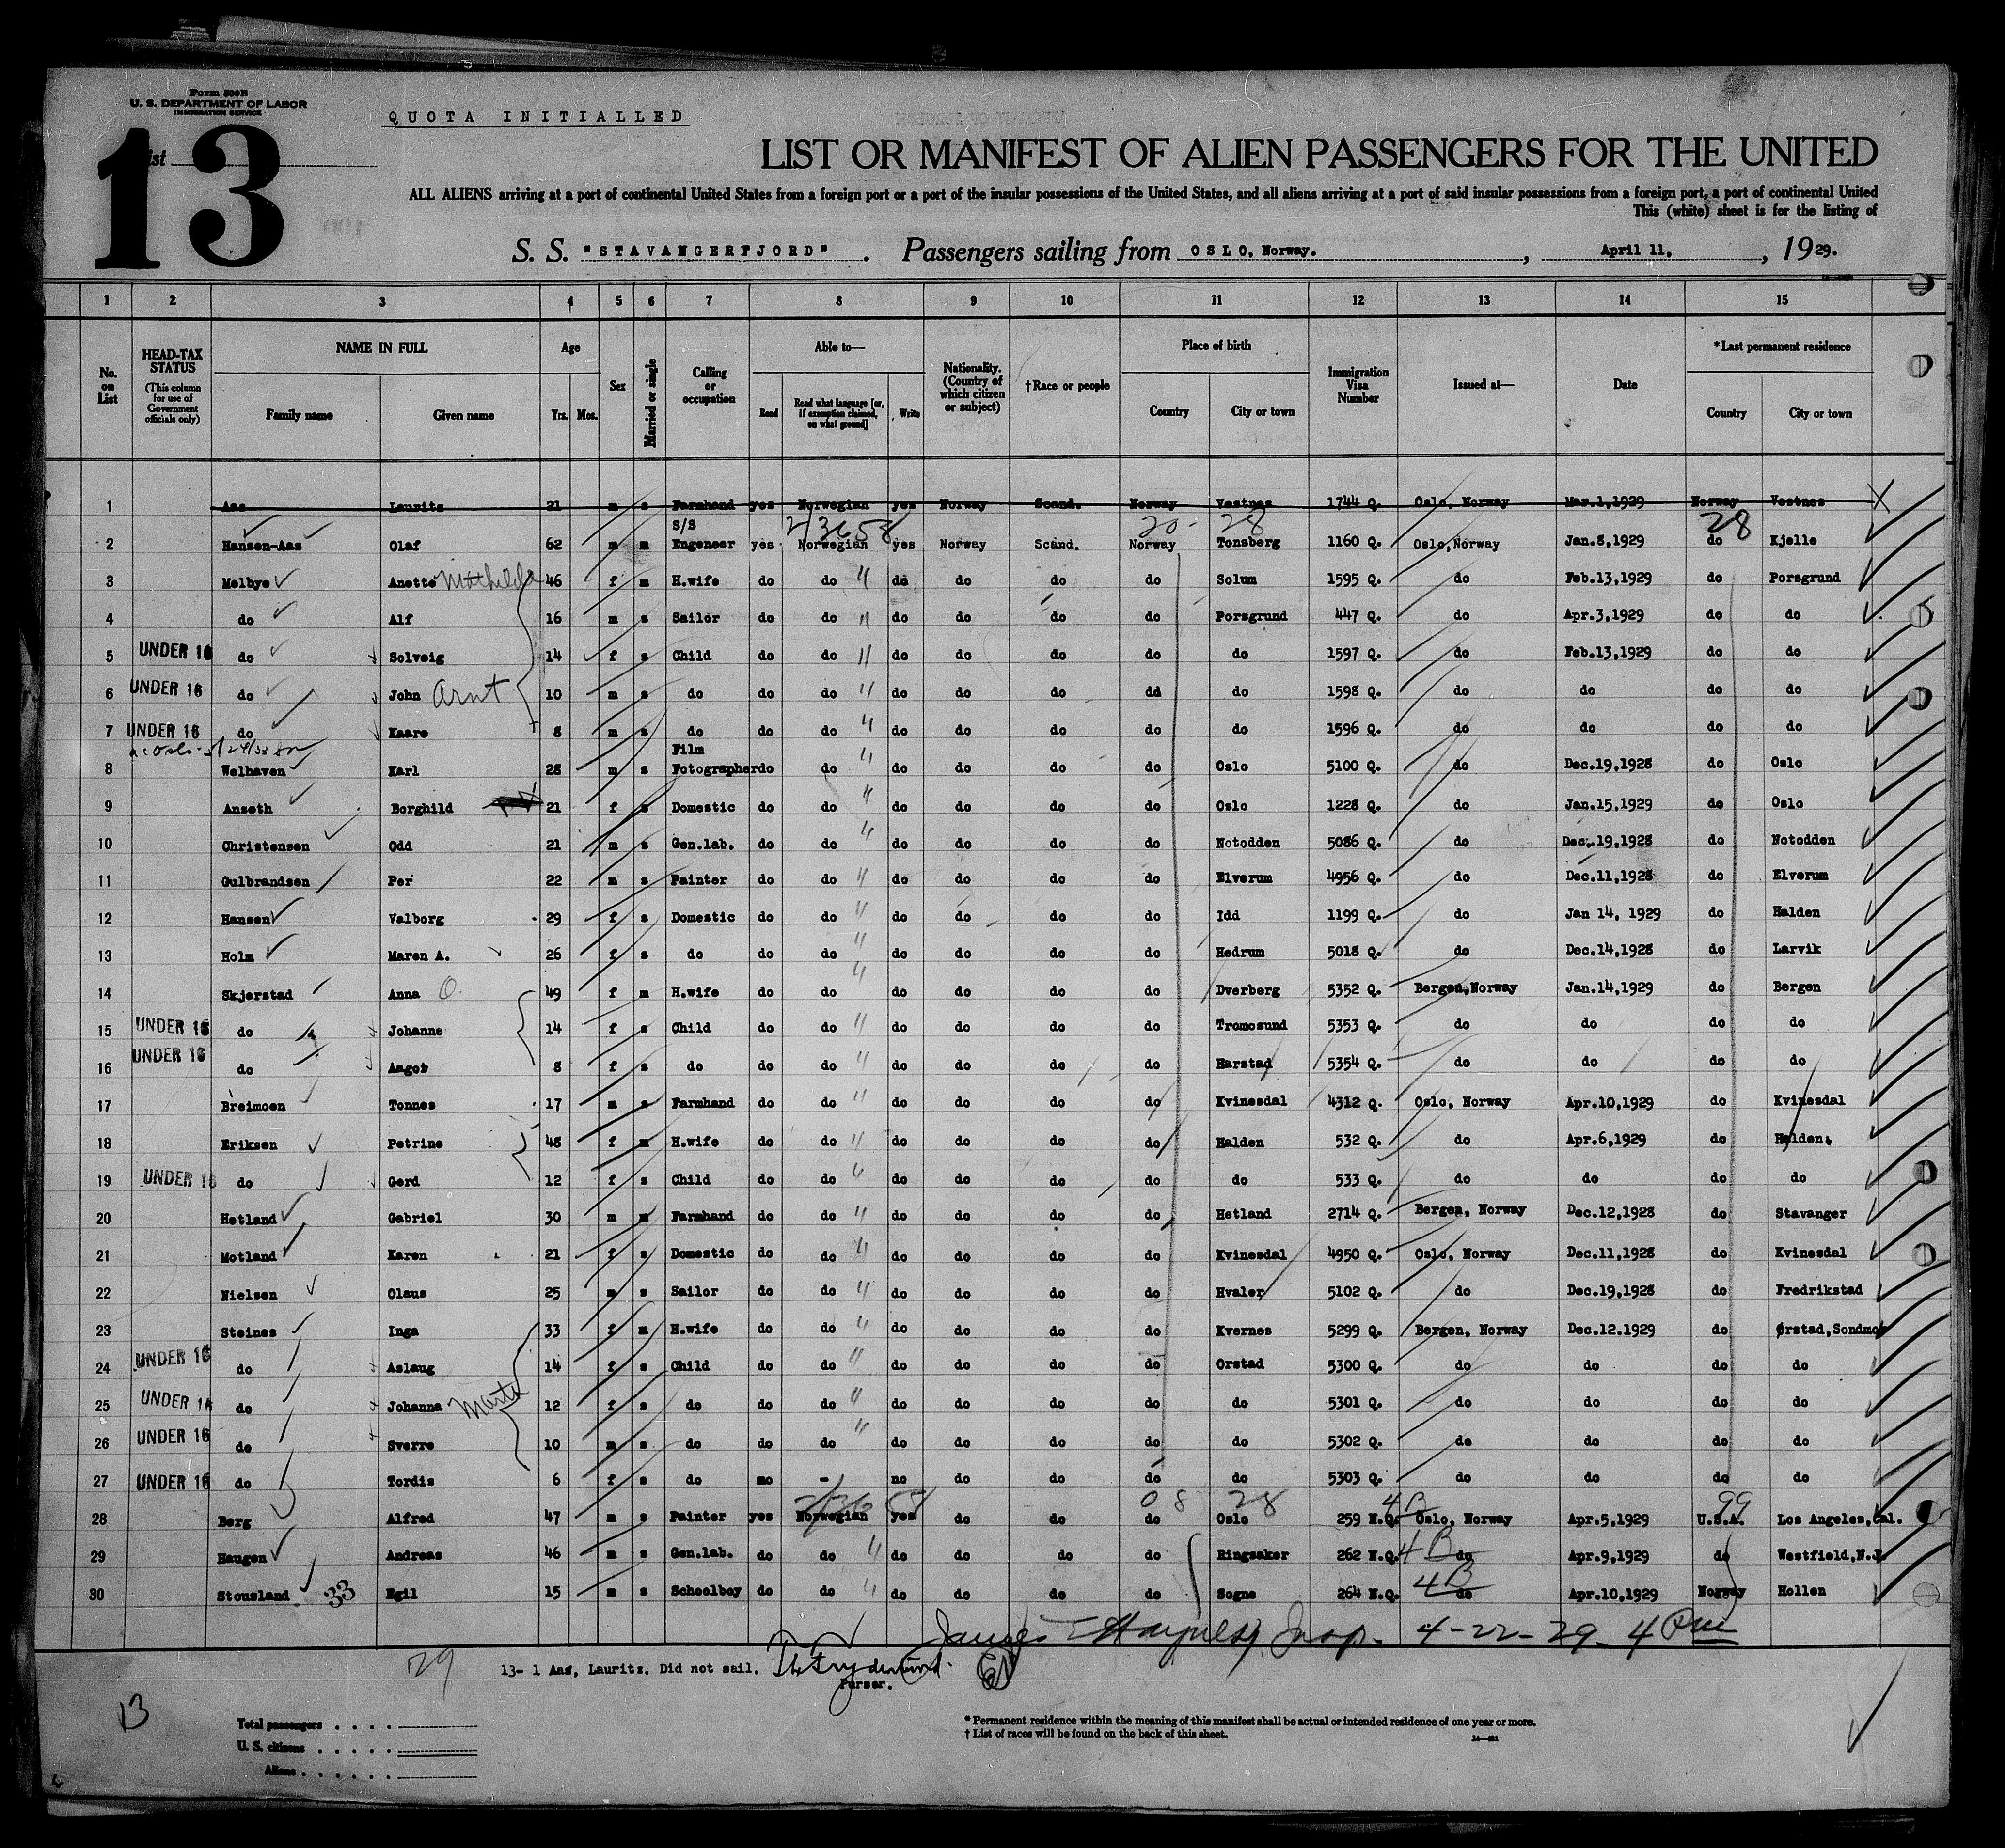 Form 500B
U. S. DEPARTMENT OF LABOR
IMMIGRATION SERVICE
QUOTA INITIALLED
13
LIST OR MANIFEST OF ALIEN PASSENGERS FOR THE UNITED
ALL ALIENS arriving at a port of continental United States from a foreign port or a port of the insular possessions of the United States, and all aliens arriving at a port of said insular possessions from a foreign port, a port of continental United
This (white) sheet is for the listing of
S. S. "STAVANGERFJORD". Passengers sailing from OSLO, Norway. , April 11, , 1929.
1 2 3 4 5 6 7 8 9 10 11 12 13 14 15
No. on List HEAD-TAX STATUS (This column for use of Government officials only) NAME IN FULL Family name Given name Age Yrs. Mos. Sex Married or single Calling or occupation Able to— Read Read what language [or, if exemption claimed, on what ground] Write Nationality. (Country of which citizen or subject) †Race or people Place of birth Country City or town Immigration Visa Number Issued at— Date *Last permanent residence Country City or town
1 Aas Laurits 21 m s Farmhand yes Norwegian yes Norway Scand. Norway Vestnes 1744 Q. Oslo, Norway Mar.1,1929 Norway Vestnes X
S/S 2/3658 20- 28 28
2 Hansen-Aas Olaf 62 m m Engeneer yes Norwegian yes Norway Scand. Norway Tonsberg 1160 Q. Oslo,Norway Jan.8,1929 do Kjelle
3 Melbye Anette Mathilde 46 f m H.wife do do " do do do do Solum 1595 Q. do Feb.13,1929 do Porsgrund
4 do Alf 16 m s Sailor do do " do do do do Porsgrund 447 Q. do Apr.3,1929 do do
5 UNDER 16 do Solveig 14 f s Child do do " do do do do do 1597 Q. do Feb.13,1929 do do
6 UNDER 16 do John Arnt 10 m s do do do " do do do dd do 1598 Q. do do do do
7 UNDER 16 do Kaare 8 m s do do do " do do do do do 1596 Q. do do do do
Film
8 Welhaven Karl 28 m s Fotographer do do " do do do do Oslo 5100 Q. do Dec.19,1928 do Oslo
9 Anseth Borghild 21 f s Domestic do do " do do do do Oslo 1228 Q. do Jan.15,1929 do Oslo
10 Christensen Odd 21 m s Gen.lab. do do " do do do do Notodden 5086 Q. do Dec.19,1928 do Notodden
11 Gulbrandsen Per 22 m s Painter do do " do do do do Elverum 4956 Q. do Dec.11,1928 do Elverum
12 Hansen Valborg 29 f s Domestic do do " do do do do Idd 1199 Q. do Jan 14, 1929 do Halden
13 Holm Maren A. 26 f s do do do " do do do do Hedrum 5018 Q. do Dec.14,1928 do Larvik
14 Skjerstad Anna O. 49 f m H.wife do do " do do do do Dverberg 5352 Q. Bergen,Norway Jan.14,1929 do Bergen
15 UNDER 16 do Johanne 14 f s Child do do " do do do do Tromosund 5353 Q. do do do do
16 UNDER 16 do Aagot 8 f s do do do " do do do do Harstad 5354 Q. do do do do
17 Breimoen Tonnes 17 m s Farmhand do do " do do do do Kvinesdal 4312 Q. Oslo, Norway Apr.10,1929 do Kvinesdal
18 Eriksen Petrine 48 f m H.wife do do " do do do do Halden 532 Q. do Apr.6,1929 do Halden.
19 UNDER 16 do Gerd 12 f s Child do do " do do do do do 533 Q. do do do do
20 Hetland Gabriel 30 m m Farmhand do do " do do do do Hetland 2714 Q. Bergen, Norway Dec.12,1928 do Stavanger
21 Motland Karen 21 f s Domestic do do " do do do do Kvinesdal 4950 Q. Oslo, Norway Dec.11,1928 do Kvinesdal
22 Nielsen Olaus 25 m s Sailor do do " do do do do Hvaler 5102 Q. do Dec.19,1928 do Fredrikstad
23 Steines Inga 33 f m H.wife do do " do do do do Kvernes 5299 Q. Bergen, Norway Dec.12.1929 do Ørstad,Sondmor
24 UNDER 16 do Aslaug 14 f s Child do do " do do do do Orstad 5300 Q. do do do do
25 UNDER 16 do Johanna Marta 12 f s do do do " do do do do do 5301 Q. do do do do
26 UNDER 16 do Sverre 10 m s do do do " do do do do do 5302 Q. do do do do
27 UNDER 16 do Tordis 6 f s do no - no do do do do 5303 Q. do do do do
08 28 4B 99
28 Berg Alfred 47 m s Painter yes Norwegian yes do do do Oslo 259 N.Q. Oslo, Norway Apr.5,1929 U.S.A. Los Angeles,Cal.
29 Haugen Andreas 46 m s Gen.lab. do do " do do do do Ringsaker 262 N.Q. 4B do Apr.9,1929 do Westfield,N.J.
30 Stousland 33 Egil 15 m s Schoolboy do do " do do do do Sogne 264 N.Q. 4B do Apr.10,1929 Norway Hollen
4-22-29. 4 Pm
29 13- 1 Aas, Laurits. Did not sail.
Purser.
13
Total passengers
U. S. citizens
Aliens
* Permanent residence within the meaning of this manifest shall be actual or intended residence of one year or more.
† List of races will be found on the back of this sheet.